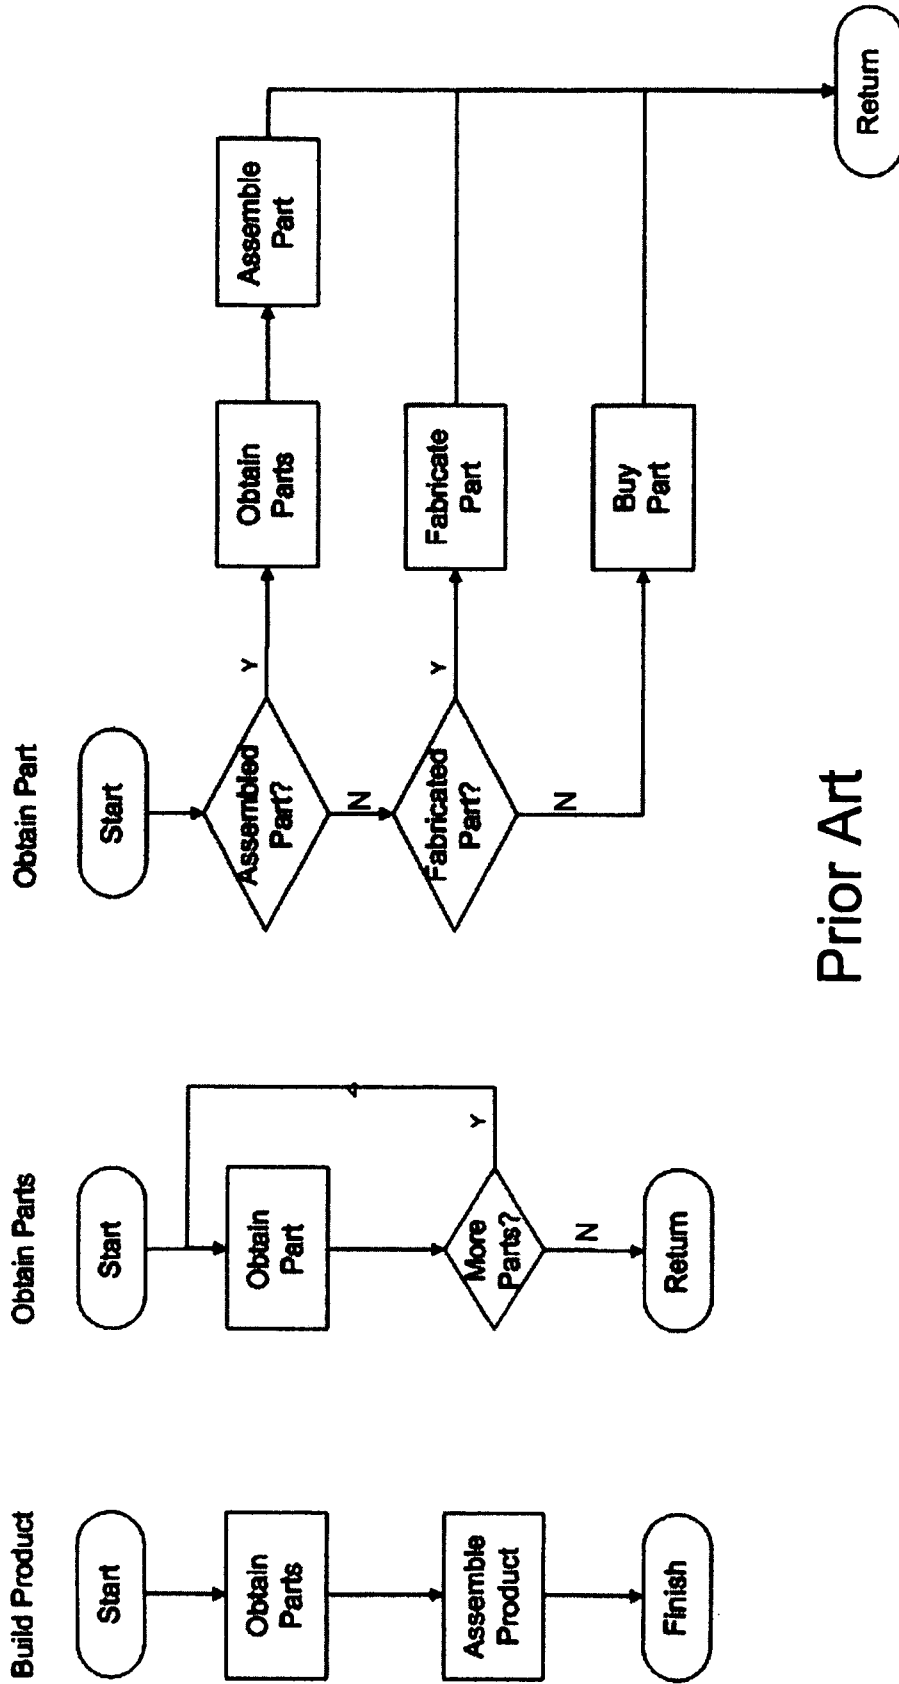 Build Product
Start
Obtain
Parts
Assemble
Product
Finish
Obtain Parts
Start
Obtain
Part
More
Parts?
Y
N
Return
Obtain Part
Start
Assembled
Part?
Y
N
Obtain
Parts
Assemble
Part
Fabricated
Part?
Y
N
Fabricate
Part
Buy
Part
Return
Prior Art